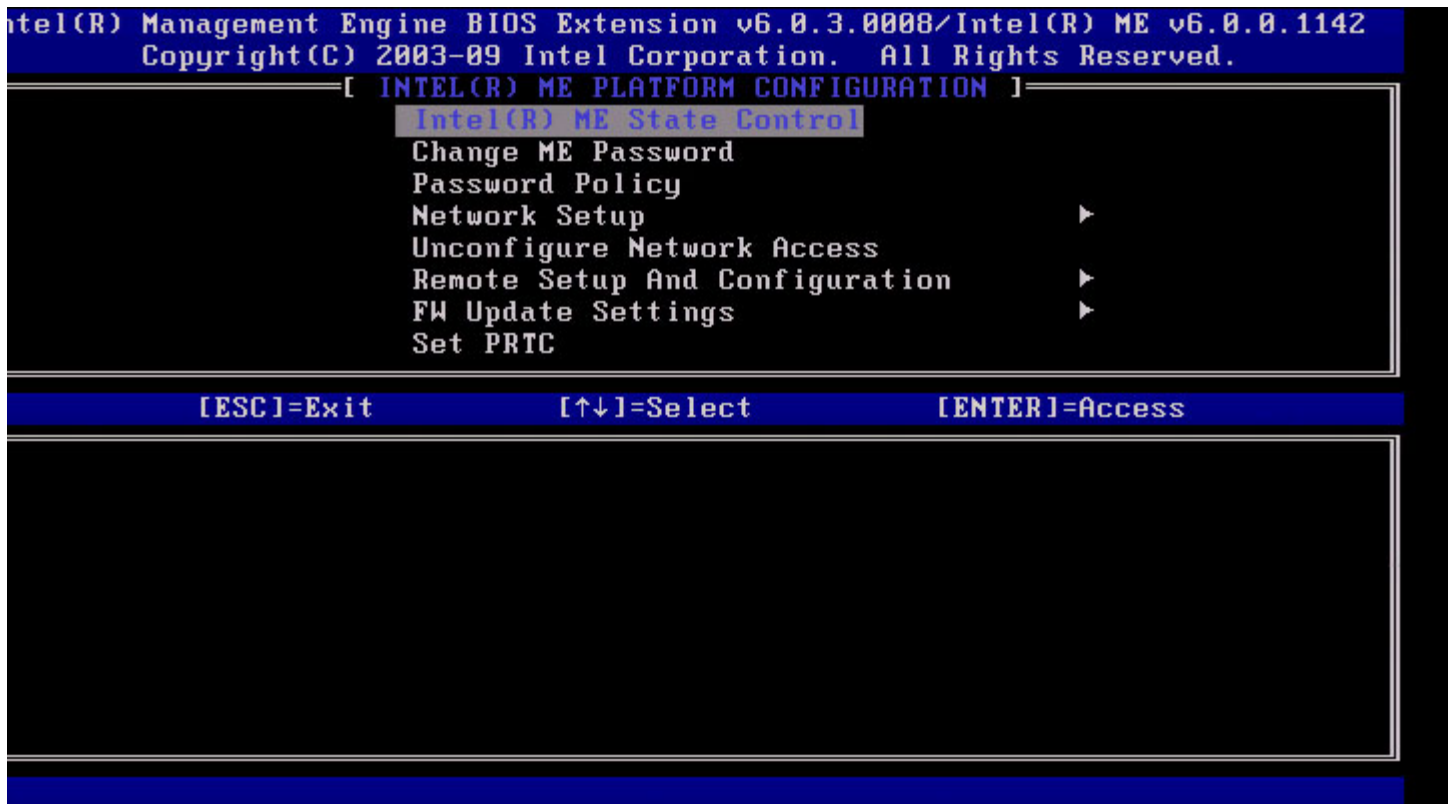 ntel(R) Management Engine BIOS Extension v6.0.3.0008/Intel(R) ME v6.0.0.1142
Copyright(C) 2003-09 Intel Corporation. All Rights Reserved.
[ INTEL(R) ME PLATFORM CONFIGURATION ]
Intel(R) ME State Control
Change ME Password
Password Policy
Network Setup ►
Unconfigure Network Access
Remote Setup And Configuration ►
FW Update Settings ►
Set PRTC
[ESC]=Exit [↑↓]=Select [ENTER]=Access